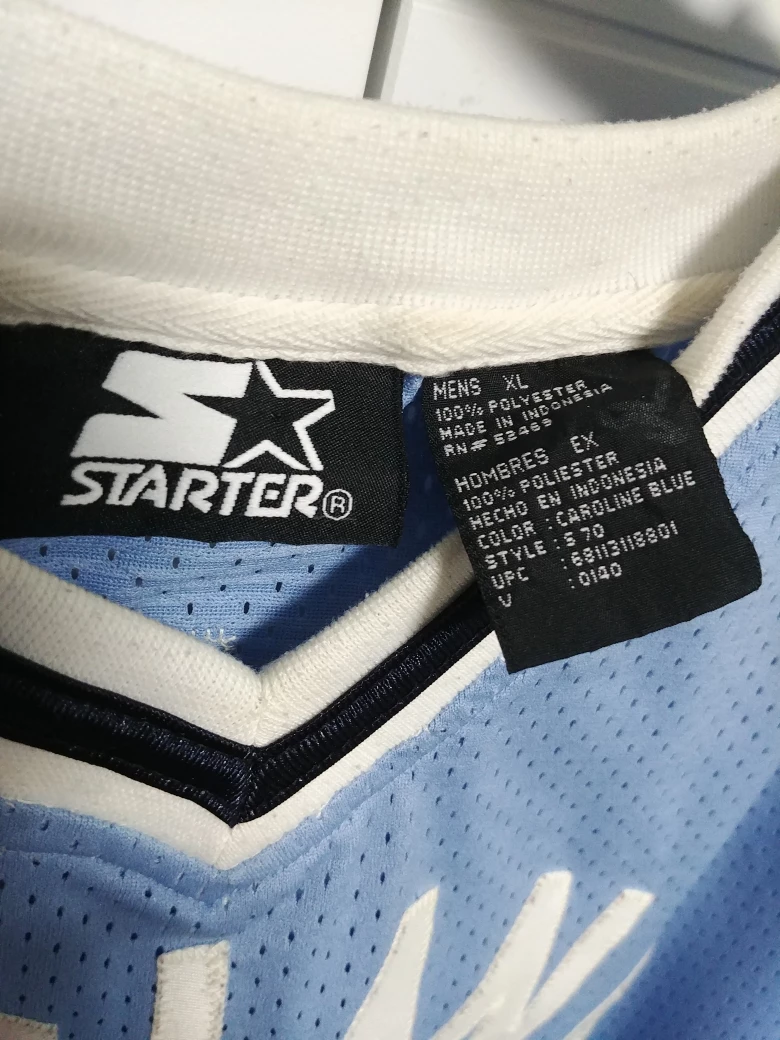 STARTER®
MENS XL
100% POLYESTER
MADE IN INDONESIA
RN# 52469
HOMBRES EX
100% POLIESTER
HECHO EN INDONESIA
COLOR : CAROLINE BLUE
STYLE : S 70
UPC : 68113118801
V : 0140